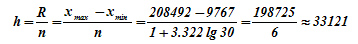 h = R/n = (x_max − x_min)/n = (208492 − 9767)/(1 + 3.322 lg 30) = 198725/6 ≈ 33121